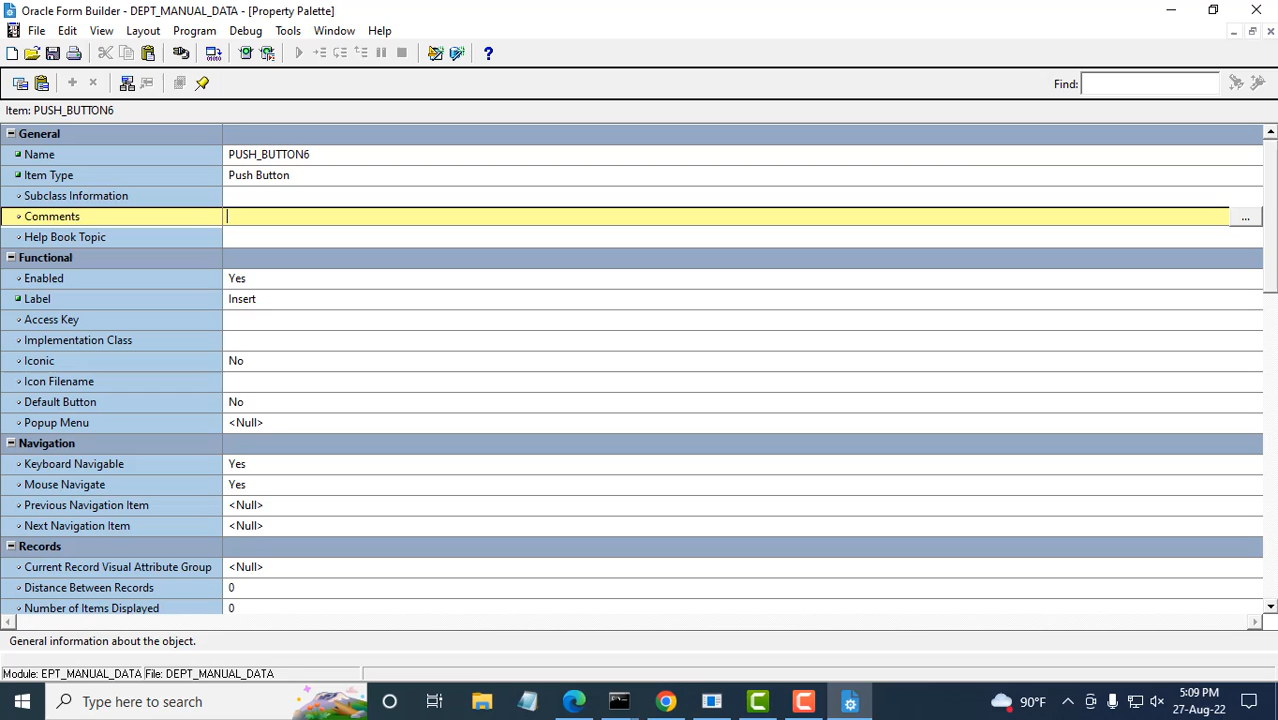 Oracle Form Builder - DEPT_MANUAL_DATA - [Property Palette]
File Edit View Layout Program Debug Tools Window Help
Find:
Item: PUSH_BUTTON6
General
Name PUSH_BUTTON6
Item Type Push Button
Subclass Information
Comments ...
Help Book Topic
Functional
Enabled Yes
Label Insert
Access Key
Implementation Class
Iconic No
Icon Filename
Default Button No
Popup Menu <Null>
Navigation
Keyboard Navigable Yes
Mouse Navigate Yes
Previous Navigation Item <Null>
Next Navigation Item <Null>
Records
Current Record Visual Attribute Group <Null>
Distance Between Records 0
Number of Items Displayed 0
General information about the object.
Module: EPT_MANUAL_DATA File: DEPT_MANUAL_DATA
Type here to search
90°F
5:09 PM
27-Aug-22